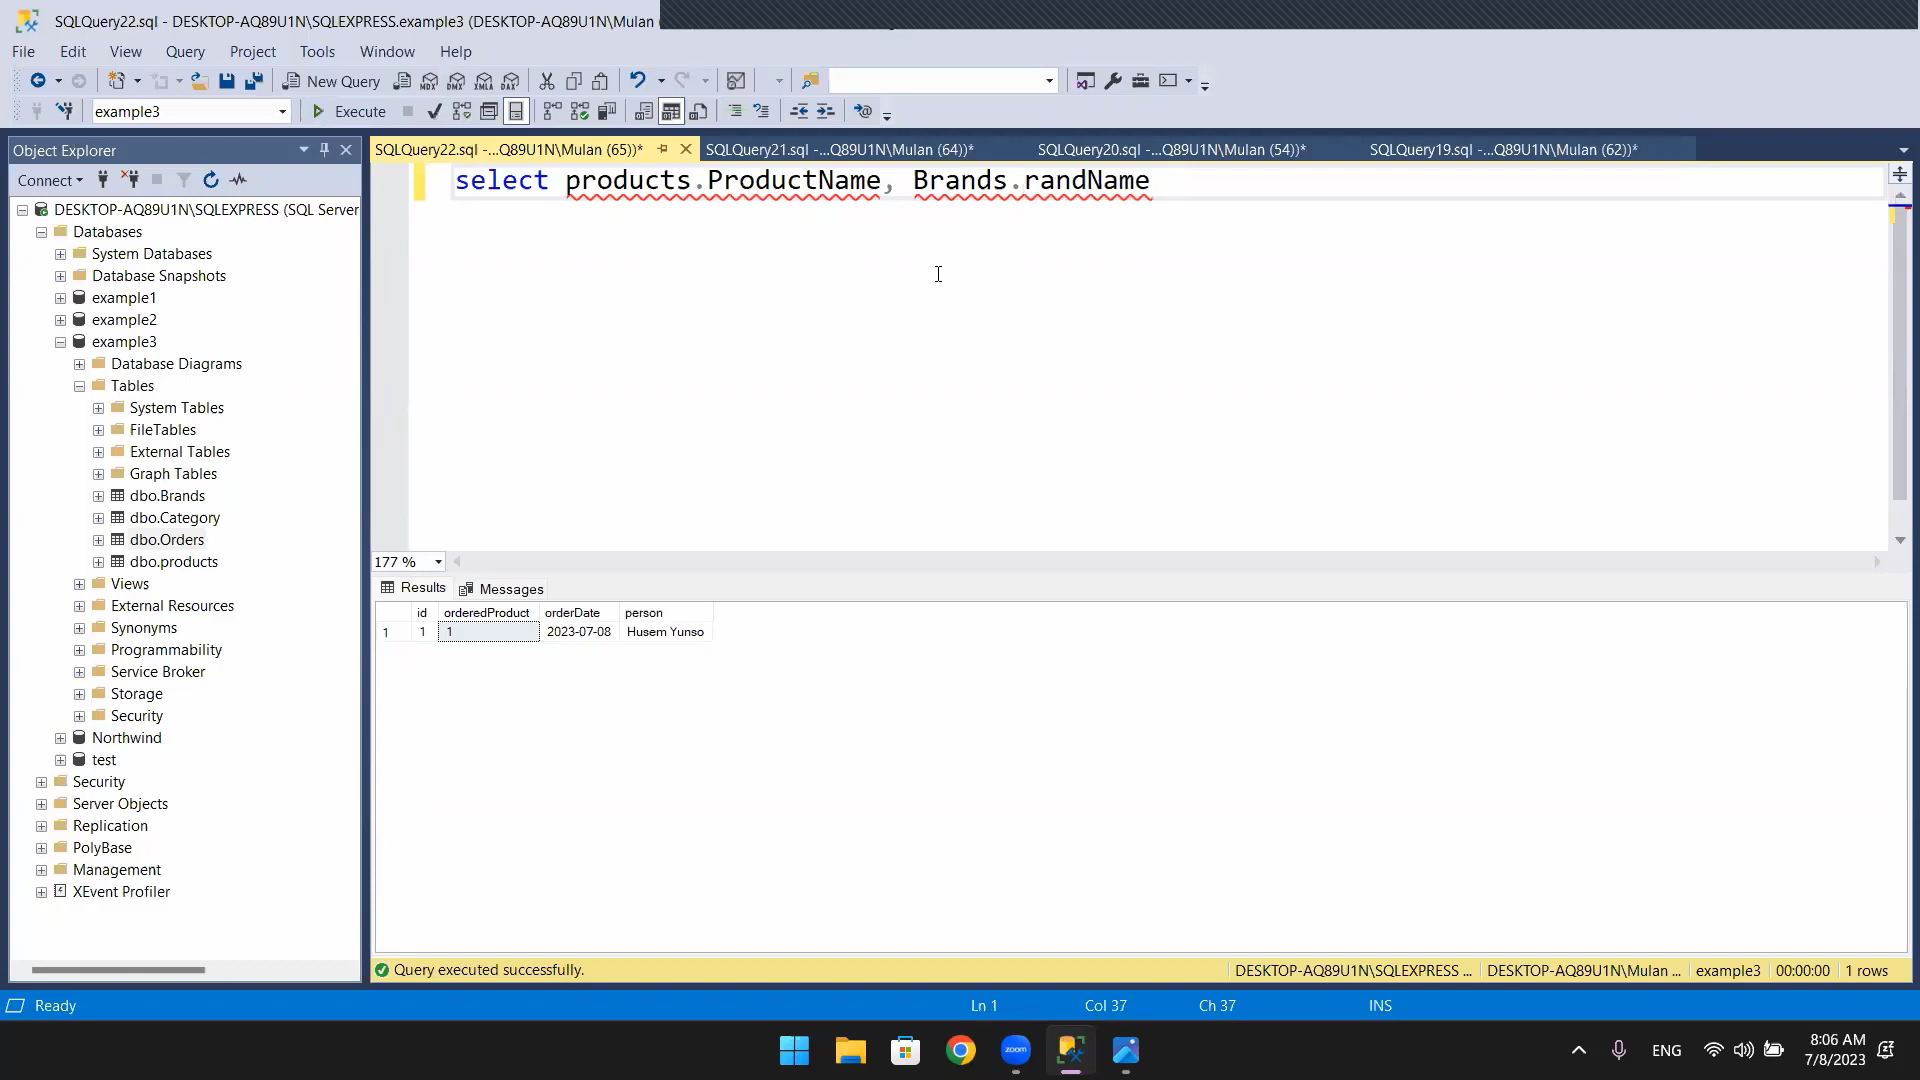 SQLQuery22.sql - DESKTOP-AQ89U1N\SQLEXPRESS.example3 (DESKTOP-AQ89U1N\Mulan
File Edit View Query Project Tools Window Help
New Query
MDX DMX XMLA DAX
example3 Execute
Object Explorer
SQLQuery22.sql -...Q89U1N\Mulan (65))* SQLQuery21.sql -...Q89U1N\Mulan (64))* SQLQuery20.sql -...Q89U1N\Mulan (54))* SQLQuery19.sql -...Q89U1N\Mulan (62))*
Connect
select products.ProductName, Brands.randName
DESKTOP-AQ89U1N\SQLEXPRESS (SQL Server
Databases
System Databases
Database Snapshots
example1
example2
example3
Database Diagrams
Tables
System Tables
FileTables
External Tables
Graph Tables
dbo.Brands
dbo.Category
dbo.Orders
dbo.products
Views
External Resources
Synonyms
Programmability
Service Broker
Storage
Security
Northwind
test
Security
Server Objects
Replication
PolyBase
Management
XEvent Profiler
177 %
Results Messages
id orderedProduct orderDate person
1 1 1 2023-07-08 Husem Yunso
Query executed successfully. DESKTOP-AQ89U1N\SQLEXPRESS ... DESKTOP-AQ89U1N\Mulan ... example3 00:00:00 1 rows
Ready Ln 1 Col 37 Ch 37 INS
zoom
ENG
8:06 AM
7/8/2023